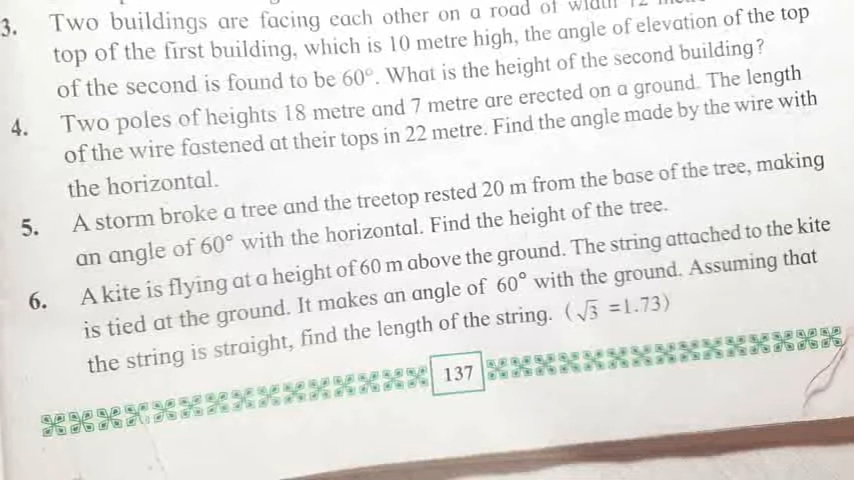 3. Two buildings are facing each other on a road of width 12
top of the first building, which is 10 metre high, the angle of elevation of the top
of the second is found to be 60°. What is the height of the second building?
4. Two poles of heights 18 metre and 7 metre are erected on a ground. The length
of the wire fastened at their tops in 22 metre. Find the angle made by the wire with
the horizontal.
5. A storm broke a tree and the treetop rested 20 m from the base of the tree, making
an angle of 60° with the horizontal. Find the height of the tree.
6. A kite is flying at a height of 60 m above the ground. The string attached to the kite
is tied at the ground. It makes an angle of 60° with the ground. Assuming that
the string is straight, find the length of the string. (√3 =1.73)
137